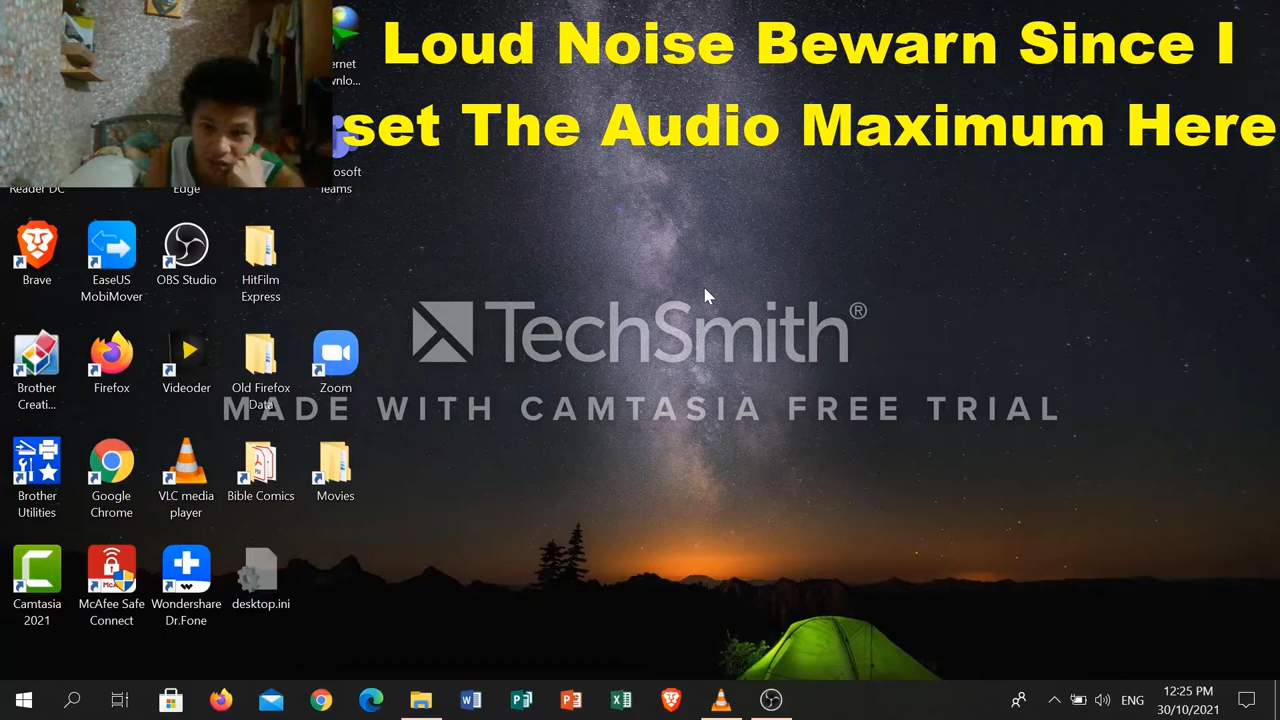 Loud Noise Bewarn Since I
set The Audio Maximum Here
ernet
wnlo...
osoft
eams
Reader DC
Edge
Brave
EaseUS
MobiMover
OBS Studio
HitFilm
Express
TechSmith®
MADE WITH CAMTASIA FREE TRIAL
Brother
Creati...
Firefox
Videoder
Old Firefox
Data
Zoom
Brother
Utilities
Google
Chrome
VLC media
player
Bible Comics
Movies
Camtasia
2021
McAfee Safe
Connect
Wondershare
Dr.Fone
desktop.ini
ENG
12:25 PM
30/10/2021